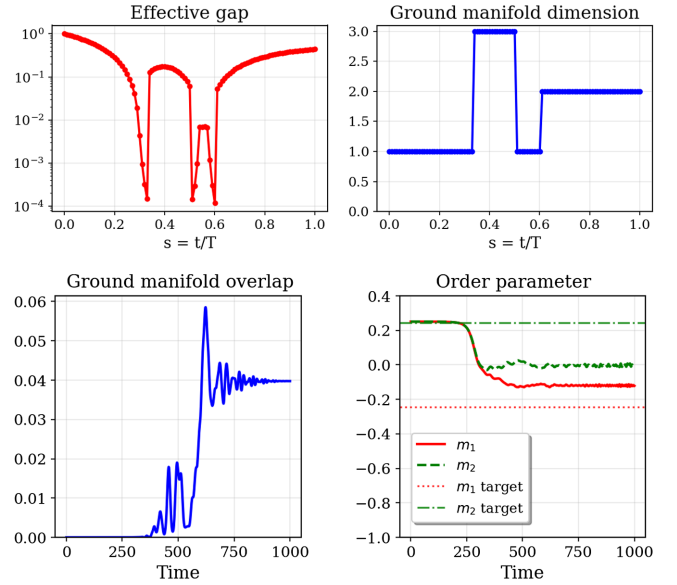 Effective gap
10⁰
10⁻¹
10⁻²
10⁻³
10⁻⁴
0.0 0.2 0.4 0.6 0.8 1.0
s = t/T
Ground manifold dimension
3.0
2.5
2.0
1.5
1.0
0.5
0.0
0.0 0.2 0.4 0.6 0.8 1.0
s = t/T
Ground manifold overlap
0.06
0.05
0.04
0.03
0.02
0.01
0.00
0 250 500 750 1000
Time
Order parameter
0.4
0.2
0.0
−0.2
−0.4
−0.6
−0.8
−1.0
m₁
m₂
m₁ target
m₂ target
0 250 500 750 1000
Time